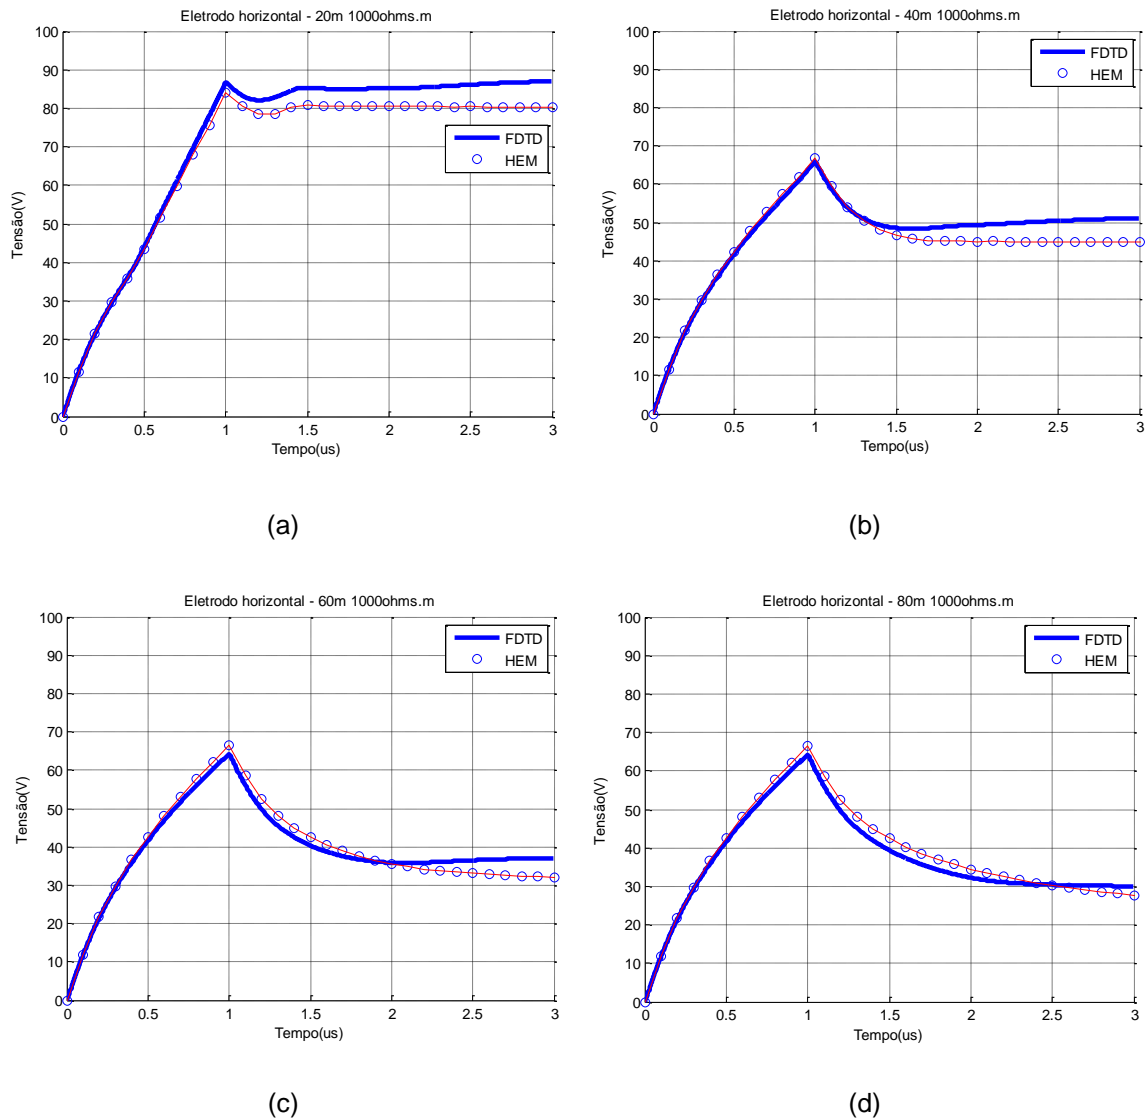 Eletrodo horizontal - 20m 1000ohms.m
100
90
80
70
60
50
40
30
20
10
0
Tensão(V)
FDTD
HEM
0 0.5 1 1.5 2 2.5 3
Tempo(us)
(a)
Eletrodo horizontal - 40m 1000ohms.m
100
90
80
70
60
50
40
30
20
10
0
Tensão(V)
FDTD
HEM
0 0.5 1 1.5 2 2.5 3
Tempo(us)
(b)
Eletrodo horizontal - 60m 1000ohms.m
100
90
80
70
60
50
40
30
20
10
0
Tensão(V)
FDTD
HEM
0 0.5 1 1.5 2 2.5 3
Tempo(us)
(c)
Eletrodo horizontal - 80m 1000ohms.m
100
90
80
70
60
50
40
30
20
10
0
Tensão(V)
FDTD
HEM
0 0.5 1 1.5 2 2.5 3
Tempo(us)
(d)